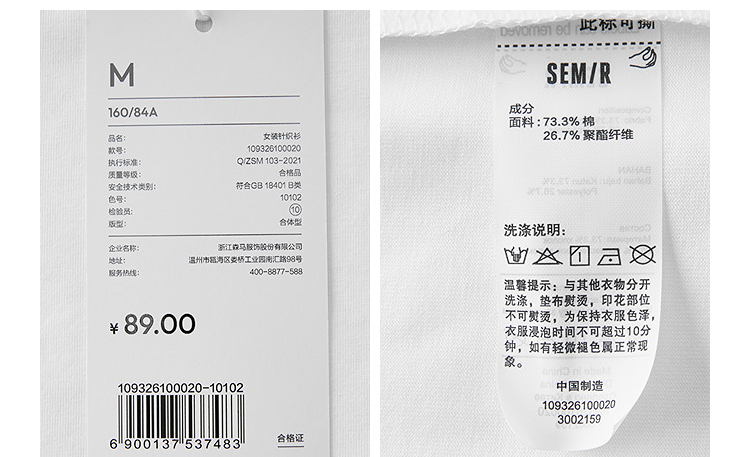 M
160/84A
品名: 女装针织衫
款号: 109326100020
执行标准: Q/ZSM 103-2021
质量等级: 合格品
安全技术类别: 符合GB 18401 B类
色号: 10102
检验员: 10
版型: 合体型
企业名称: 浙江森马服饰股份有限公司
地址: 温州市瓯海区娄桥工业园南汇路98号
服务热线: 400-8877-588
¥ 89.00
109326100020-10102
6 900137 537483
合格证
此标可撕
SEM/R
成分
面料:73.3% 棉
26.7% 聚酯纤维
洗涤说明:
温馨提示: 与其他衣物分开
洗涤, 垫布熨烫, 印花部位
不可熨烫, 为保持衣服色泽,
衣服浸泡时间不可超过10分
钟, 如有轻微褪色属正常现
象。
中国制造
109326100020
3002159